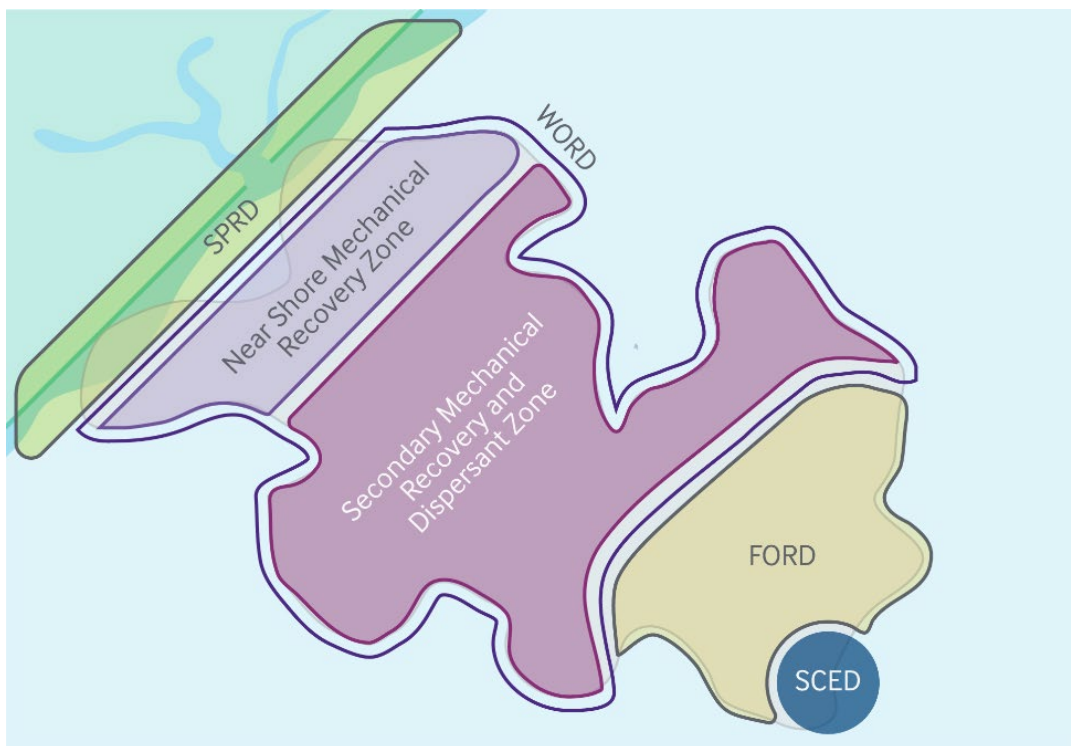 WORD
SPRD
Near Shore Mechanical
Recovery Zone
Secondary Mechanical
Recovery and
Dispersant Zone
FORD
SCED